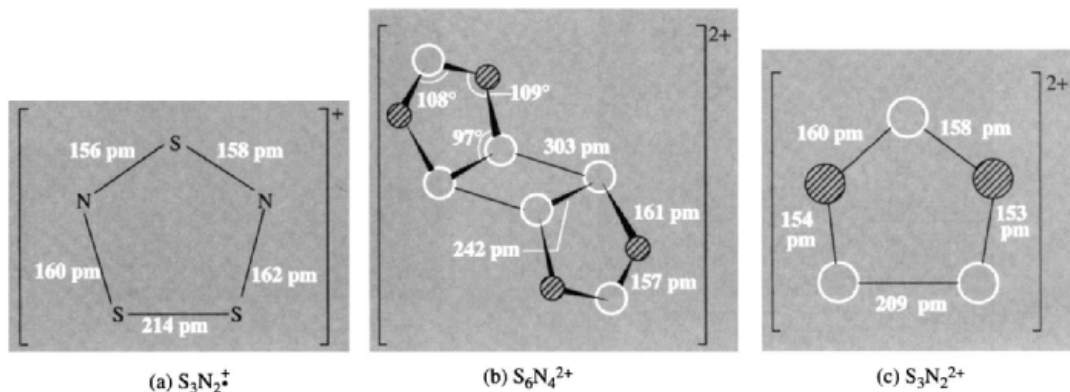 [ ]+
156 pm
S
158 pm
N
N
160 pm
162 pm
S
S
214 pm
(a) S₃N₂⁺•
[ ]2+
108°
109°
97°
303 pm
161 pm
242 pm
157 pm
(b) S₆N₄²⁺
[ ]2+
160 pm
158 pm
154
pm
153
pm
209 pm
(c) S₃N₂²⁺